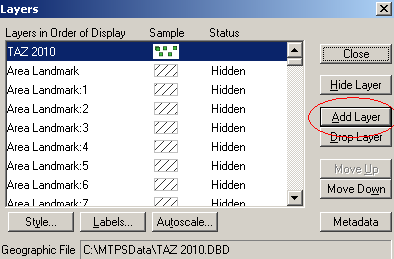 Layers
Layers in Order of Display Sample Status
TAZ 2010
Area Landmark Hidden
Area Landmark:1 Hidden
Area Landmark:2 Hidden
Area Landmark:3 Hidden
Area Landmark:4 Hidden
Area Landmark:5 Hidden
Area Landmark:6 Hidden
Area Landmark:7 Hidden
Close
Hide Layer
Add Layer
Drop Layer
Move Up
Move Down
Style... Labels... Autoscale... Metadata
Geographic File C:\MTPSData\TAZ 2010.DBD